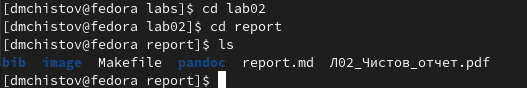 [dmchistov@fedora labs]$ cd lab02
[dmchistov@fedora lab02]$ cd report
[dmchistov@fedora report]$ ls
bib image Makefile pandoc report.md Л02_Чистов_отчет.pdf
[dmchistov@fedora report]$